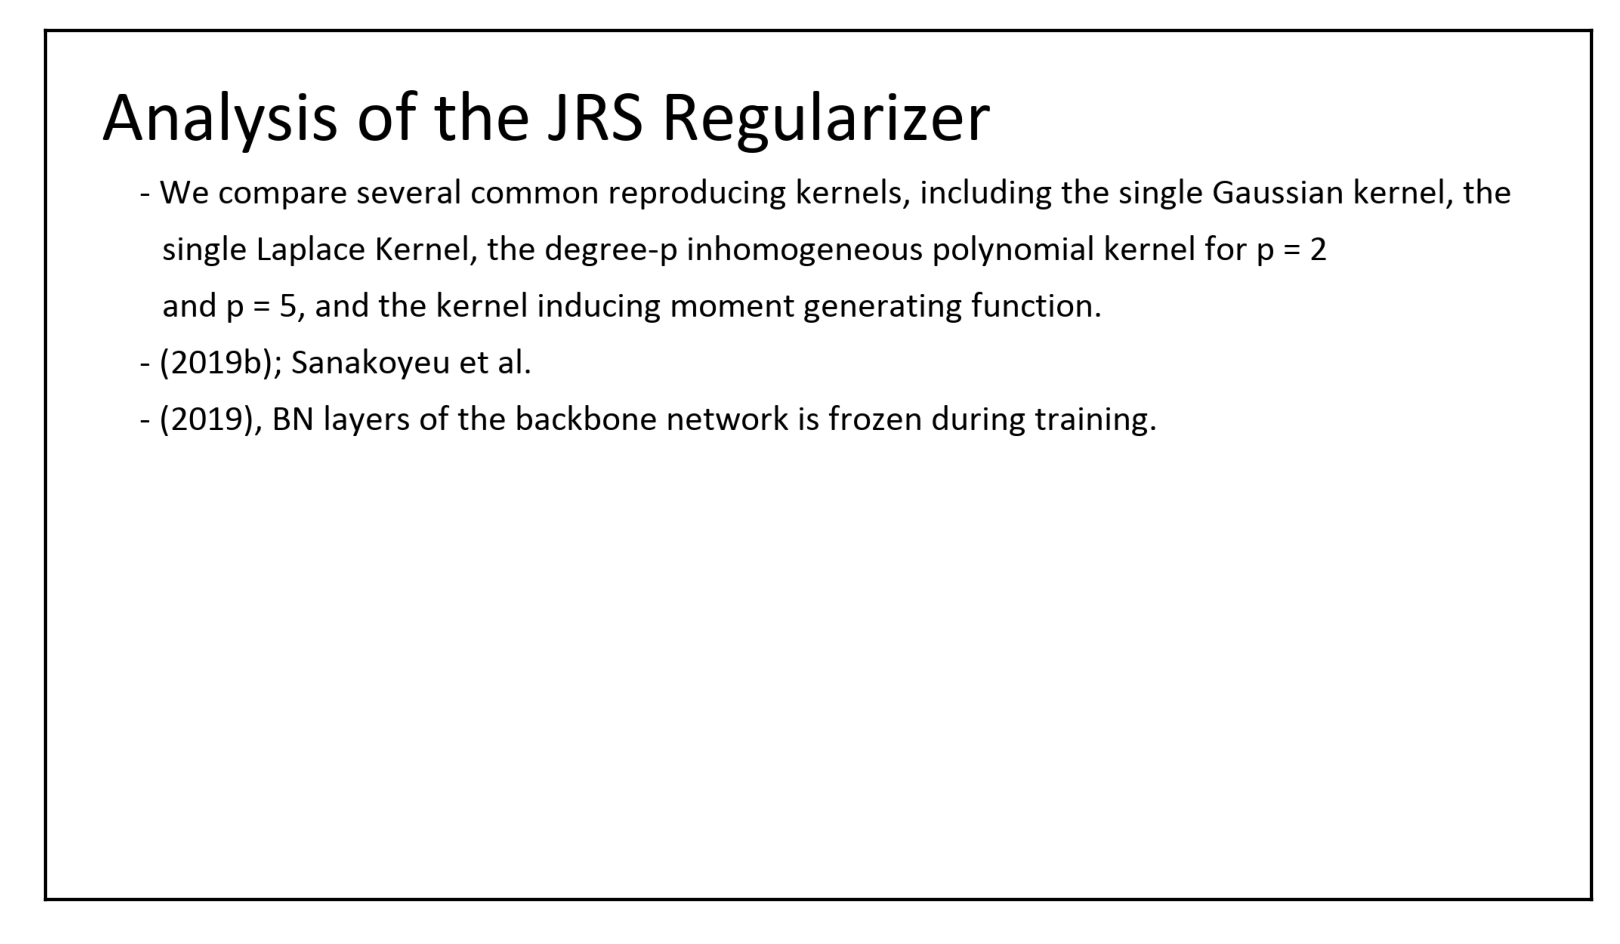 Analysis of the JRS Regularizer
- We compare several common reproducing kernels, including the single Gaussian kernel, the
single Laplace Kernel, the degree-p inhomogeneous polynomial kernel for p = 2
and p = 5, and the kernel inducing moment generating function.
- (2019b); Sanakoyeu et al.
- (2019), BN layers of the backbone network is frozen during training.